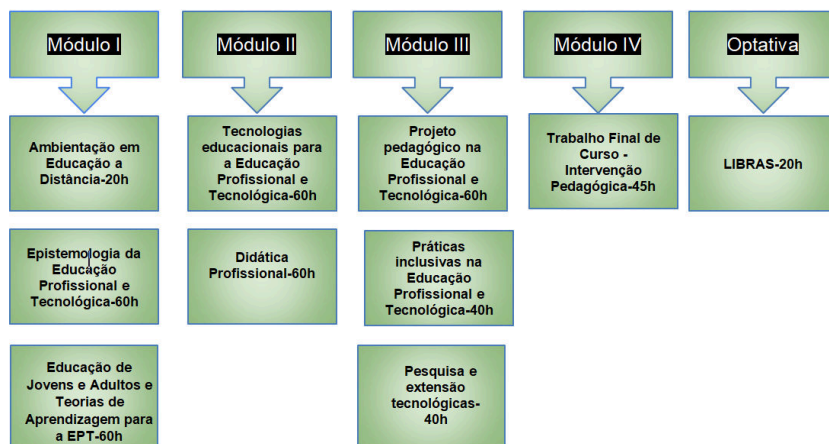 Módulo I
Ambientação em
Educação a
Distância-20h
Epistemologia da
Educação
Profissional e
Tecnológica-60h
Educação de
Jovens e Adultos e
Teorias de
Aprendizagem para
a EPT-60h
Módulo II
Tecnologias
educacionais para
a Educação
Profissional e
Tecnológica-60h
Didática
Profissional-60h
Módulo III
Projeto
pedagógico na
Educação
Profissional e
Tecnológica-60h
Práticas
inclusivas na
Educação
Profissional e
Tecnológica-40h
Pesquisa e
extensão
tecnológicas-
40h
Módulo IV
Trabalho Final de
Curso -
Intervenção
Pedagógica-45h
Optativa
LIBRAS-20h